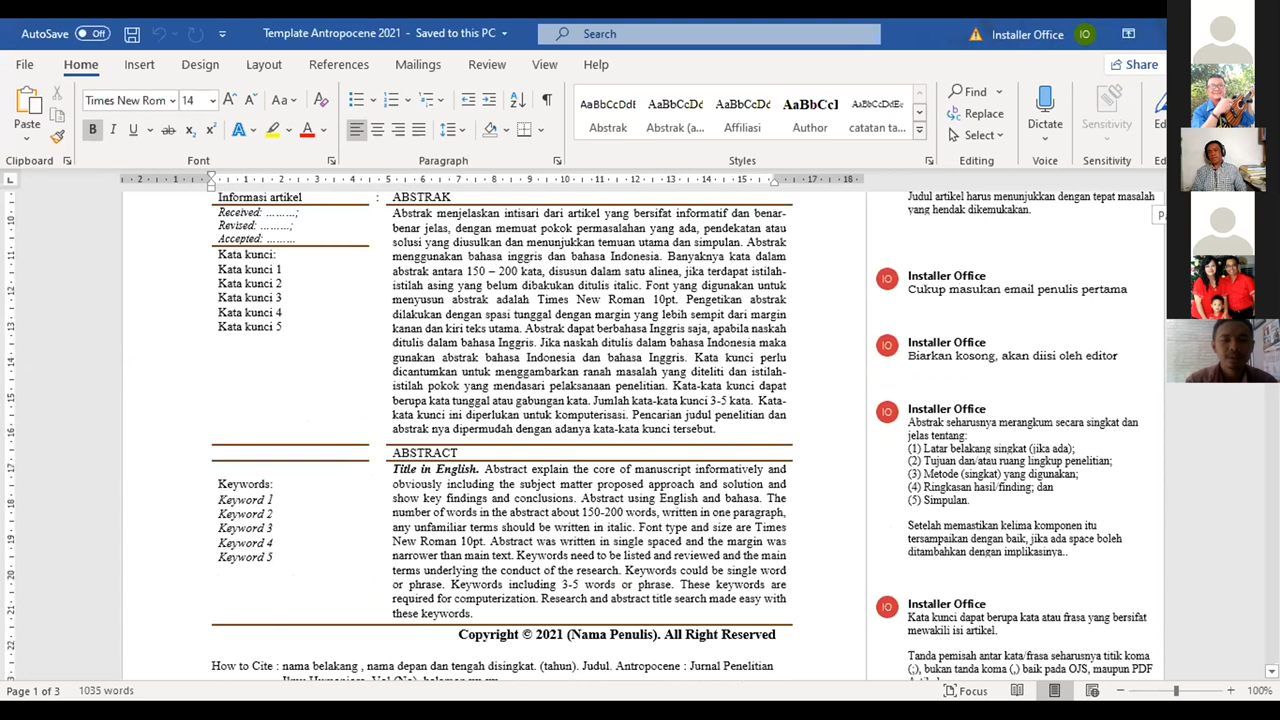 AutoSave Off Template Antropocene 2021 - Saved to this PC Search Installer Office IO
File Home Insert Design Layout References Mailings Review View Help Share
Times New Rom 14 Find
Paste Replace Dictate Sensitivity
Select
AaBbCcDdE AaBbCcDd AaBbCcDd AaBbCcI AaBbCcDdEe
Abstrak Abstrak (a... Affiliasi Author catatan ta...
Clipboard Font Paragraph Styles Editing Voice Sensitivity
Informasi artikel : ABSTRAK
Received: ………;
Revised: ………;
Accepted: ………
Kata kunci:
Kata kunci 1
Kata kunci 2
Kata kunci 3
Kata kunci 4
Kata kunci 5
Abstrak menjelaskan intisari dari artikel yang bersifat informatif dan benar-
benar jelas, dengan memuat pokok permasalahan yang ada, pendekatan atau
solusi yang diusulkan dan menunjukkan temuan utama dan simpulan. Abstrak
menggunakan bahasa inggris dan bahasa Indonesia. Banyaknya kata dalam
abstrak antara 150 – 200 kata, disusun dalam satu alinea, jika terdapat istilah-
istilah asing yang belum dibakukan ditulis italic. Font yang digunakan untuk
menyusun abstrak adalah Times New Roman 10pt. Pengetikan abstrak
dilakukan dengan spasi tunggal dengan margin yang lebih sempit dari margin
kanan dan kiri teks utama. Abstrak dapat berbahasa Inggris saja, apabila naskah
ditulis dalam bahasa Inggris. Jika naskah ditulis dalam bahasa Indonesia maka
gunakan abstrak bahasa Indonesia dan bahasa Inggris. Kata kunci perlu
dicantumkan untuk menggambarkan ranah masalah yang diteliti dan istilah-
istilah pokok yang mendasari pelaksanaan penelitian. Kata-kata kunci dapat
berupa kata tunggal atau gabungan kata. Jumlah kata-kata kunci 3-5 kata. Kata-
kata kunci ini diperlukan untuk komputerisasi. Pencarian judul penelitian dan
abstrak nya dipermudah dengan adanya kata-kata kunci tersebut.
ABSTRACT
Keywords:
Keyword 1
Keyword 2
Keyword 3
Keyword 4
Keyword 5
Title in English. Abstract explain the core of manuscript informatively and
obviously including the subject matter proposed approach and solution and
show key findings and conclusions. Abstract using English and bahasa. The
number of words in the abstract about 150-200 words, written in one paragraph,
any unfamiliar terms should be written in italic. Font type and size are Times
New Roman 10pt. Abstract was written in single spaced and the margin was
narrower than main text. Keywords need to be listed and reviewed and the main
terms underlying the conduct of the research. Keywords could be single word
or phrase. Keywords including 3-5 words or phrase. These keywords are
required for computerization. Research and abstract title search made easy with
these keywords.
Copyright © 2021 (Nama Penulis). All Right Reserved
How to Cite : nama belakang , nama depan dan tengah disingkat. (tahun). Judul. Antropocene : Jurnal Penelitian
Judul artikel harus menunjukkan dengan tepat masalah
yang hendak dikemukakan.
IO Installer Office
Cukup masukan email penulis pertama
IO Installer Office
Biarkan kosong, akan diisi oleh editor
IO Installer Office
Abstrak seharusnya merangkum secara singkat dan
jelas tentang:
(1) Latar belakang singkat (jika ada);
(2) Tujuan dan/atau ruang lingkup penelitian;
(3) Metode (singkat) yang digunakan;
(4) Ringkasan hasil/finding; dan
(5) Simpulan.
Setelah memastikan kelima komponen itu
tersampaikan dengan baik, jika ada space boleh
ditambahkan dengan implikasinya..
IO Installer Office
Kata kunci dapat berupa kata atau frasa yang bersifat
mewakili isi artikel.
Tanda pemisah antar kata/frasa seharusnya titik koma
(;), bukan tanda koma (,) baik pada OJS, maupun PDF
Page 1 of 3 1035 words Focus 100%